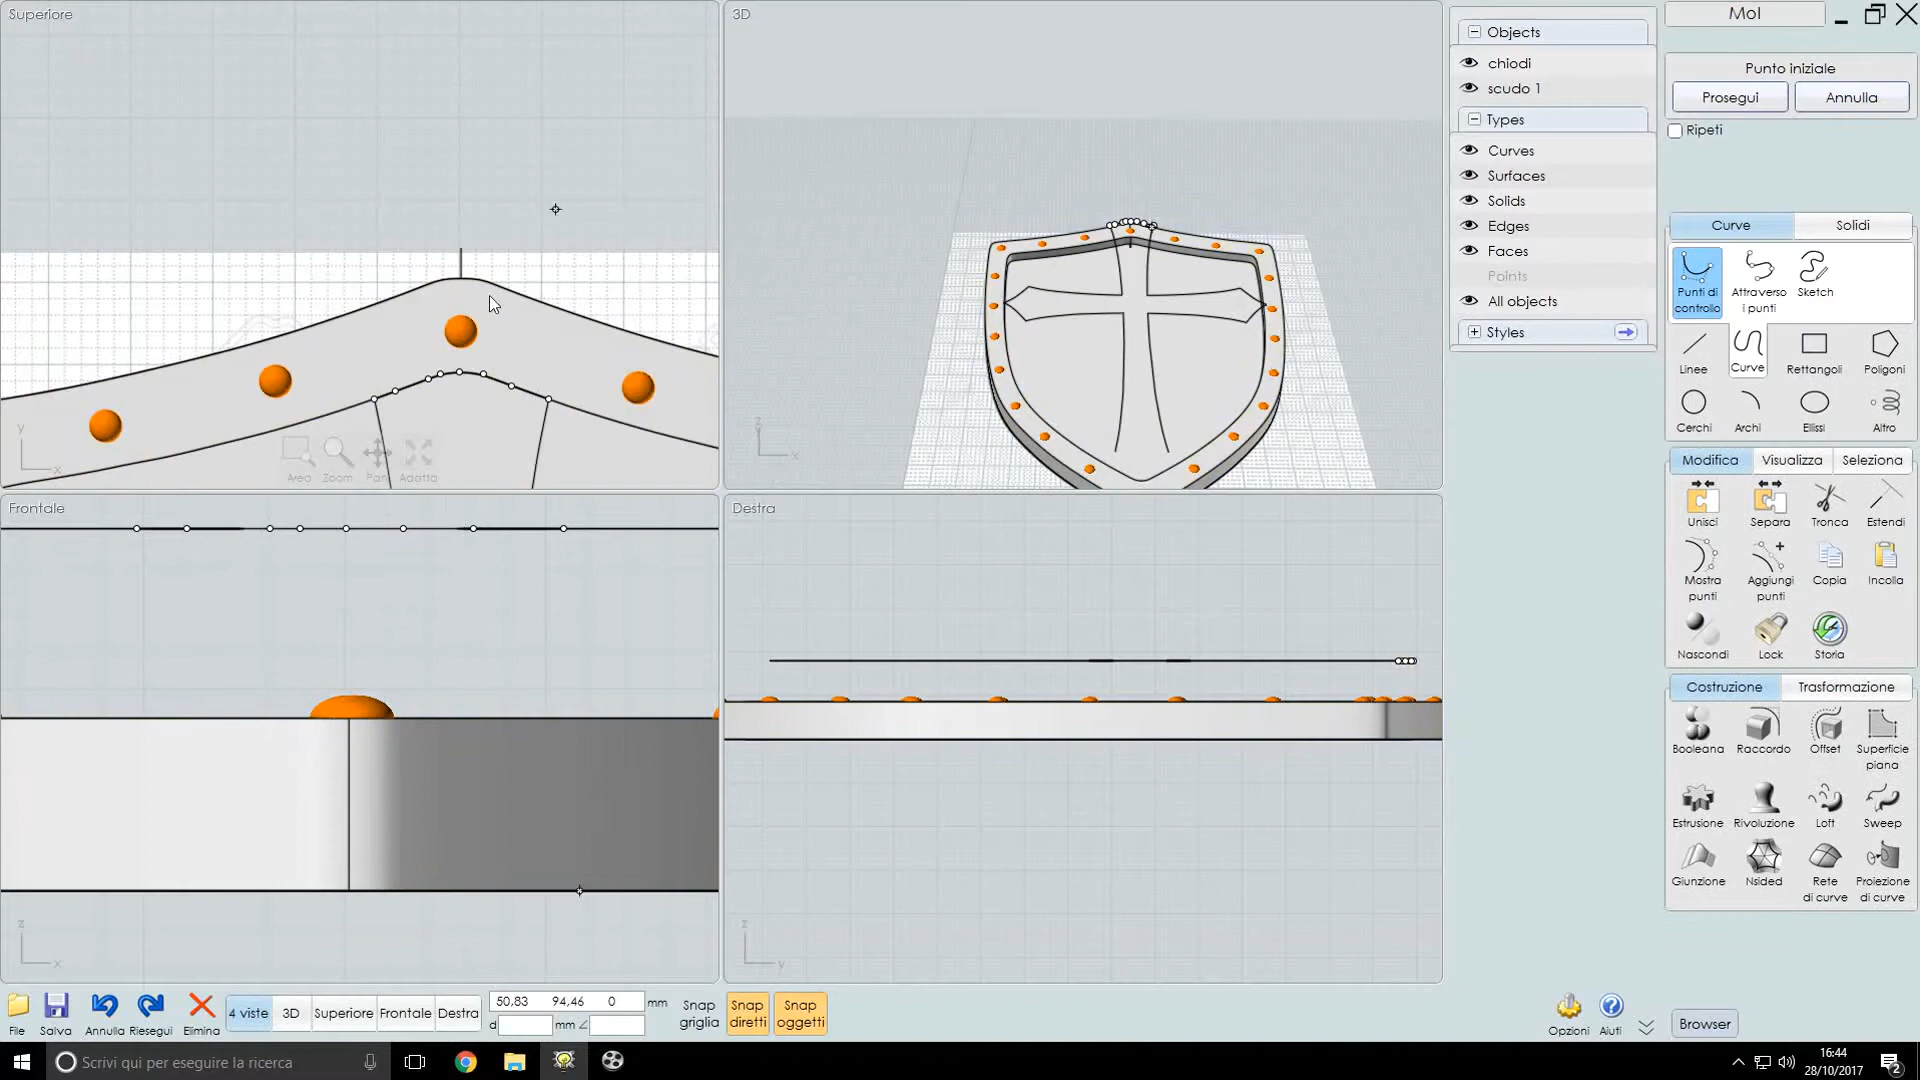 Superiore
3D
Frontale
Destra
Area
Zoom
Pan
Adatta
y
x
z
x
z
x
z
y
Objects
chiodi
scudo 1
Types
Curves
Surfaces
Solids
Edges
Faces
Points
All objects
Styles
MoI
Punto iniziale
Prosegui
Annulla
Ripeti
Curve
Solidi
Punti di controllo
Attraverso i punti
Sketch
Linee
Curve
Rettangoli
Poligoni
Cerchi
Archi
Ellissi
Altro
Modifica
Visualizza
Seleziona
Unisci
Separa
Tronca
Estendi
Mostra punti
Aggiungi punti
Copia
Incolla
Nascondi
Lock
Storia
Costruzione
Trasformazione
Booleana
Raccordo
Offset
Superficie piana
Estrusione
Rivoluzione
Loft
Sweep
Giunzione
Nsided
Rete di curve
Proiezione di curve
File
Salva
Annulla
Riesegui
Elimina
4 viste
3D
Superiore
Frontale
Destra
50,83 94,46 0 mm
d mm ∠
Snap griglia
Snap diretti
Snap oggetti
Opzioni
Aiuti
Browser
Scrivi qui per eseguire la ricerca
16:44
28/10/2017
2